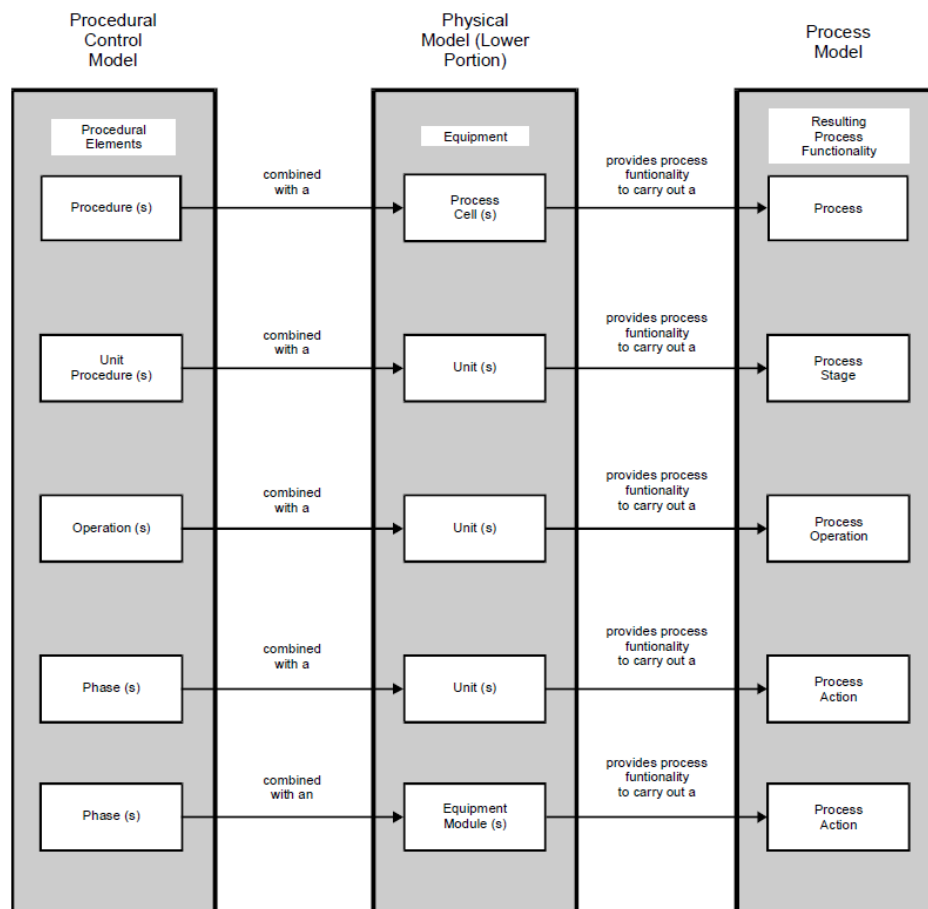 Procedural
Control
Model
Physical
Model (Lower
Portion)
Process
Model
Procedural
Elements
Equipment
Resulting
Process
Functionality
Procedure (s)
combined
with a
Process
Cell (s)
provides process
funtionality
to carry out a
Process
Unit
Procedure (s)
combined
with a
Unit (s)
provides process
funtionality
to carry out a
Process
Stage
Operation (s)
combined
with a
Unit (s)
provides process
funtionality
to carry out a
Process
Operation
Phase (s)
combined
with a
Unit (s)
provides process
funtionality
to carry out a
Process
Action
Phase (s)
combined
with an
Equipment
Module (s)
provides process
funtionality
to carry out a
Process
Action